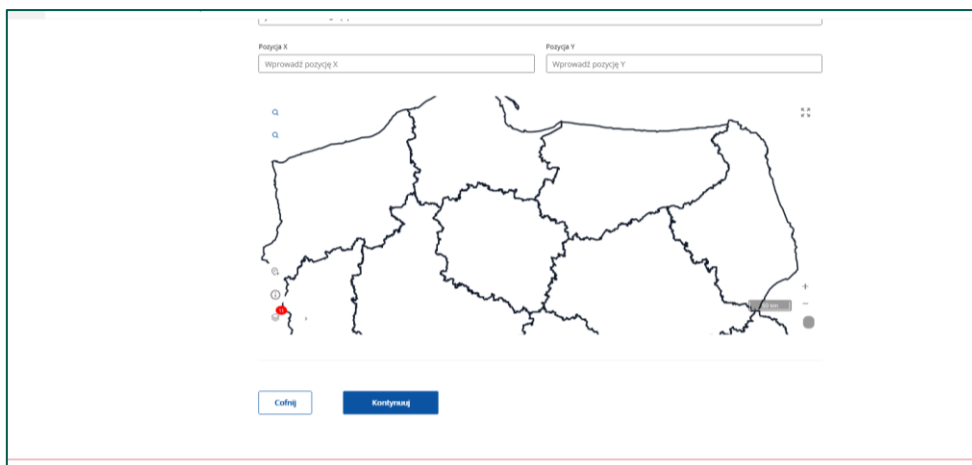 Pozycja X
Pozycja Y
Wprowadź pozycję X
Wprowadź pozycję Y
Cofnij
Kontynuuj